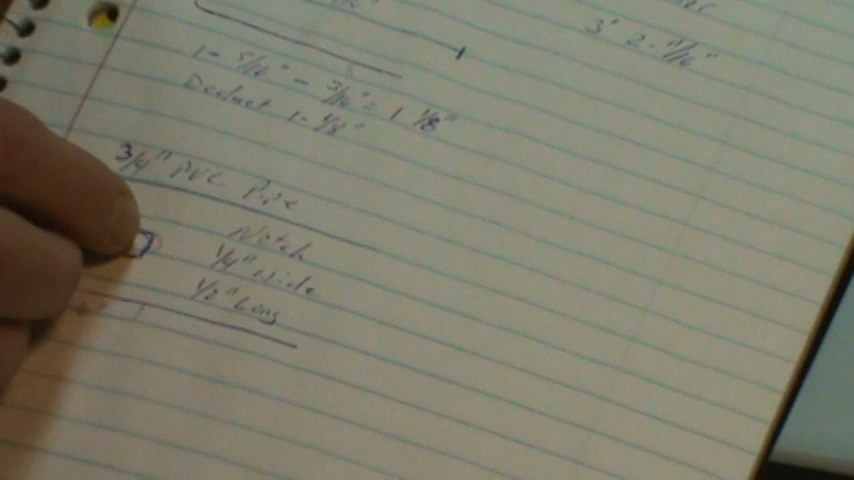 3' 2-11/16"
1-5/16" - 3/16" = 1 1/8"
Deduct 1-1/8"
3/4" PVC Pipe
Notch
1/4" wide
1/2" Long